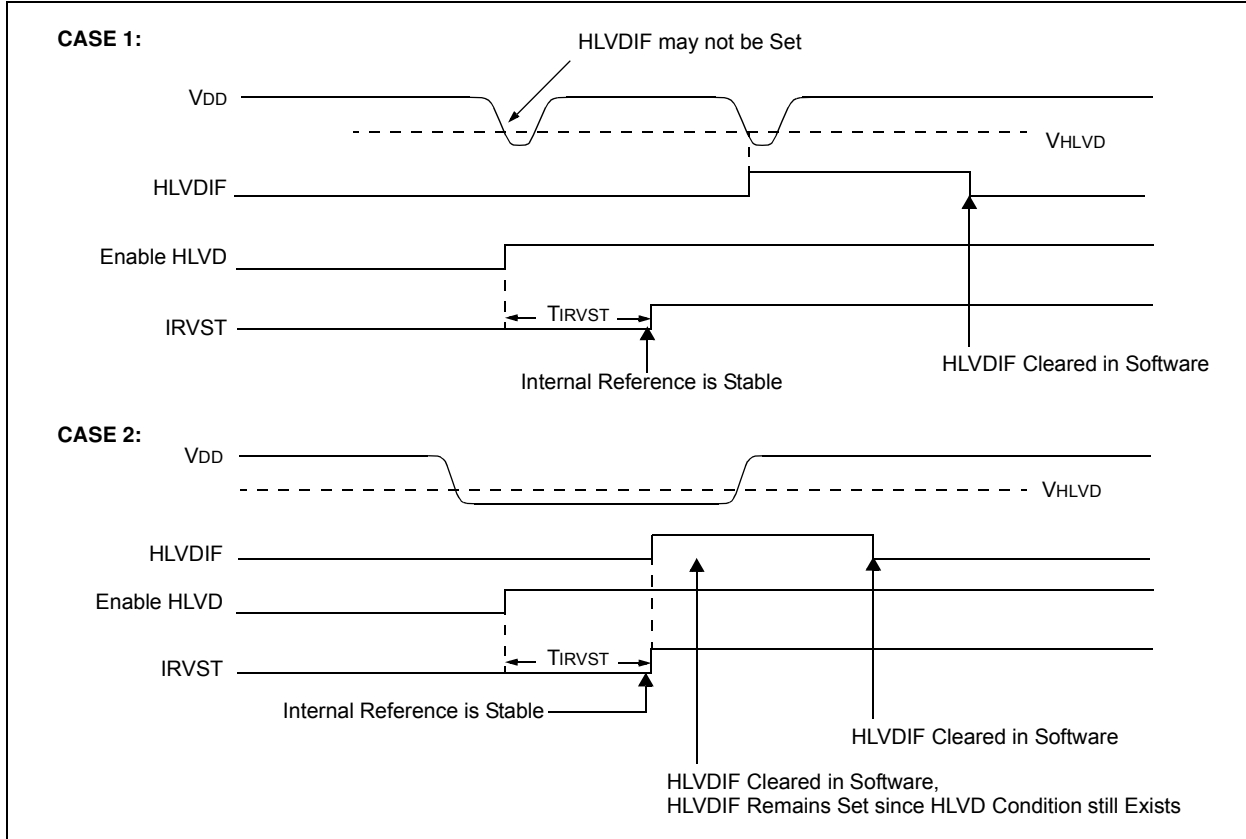 CASE 1:
HLVDIF may not be Set
VDD
VHLVD
HLVDIF
Enable HLVD
TIRVST
IRVST
HLVDIF Cleared in Software
Internal Reference is Stable
CASE 2:
VDD
VHLVD
HLVDIF
Enable HLVD
TIRVST
IRVST
Internal Reference is Stable
HLVDIF Cleared in Software
HLVDIF Cleared in Software,
HLVDIF Remains Set since HLVD Condition still Exists